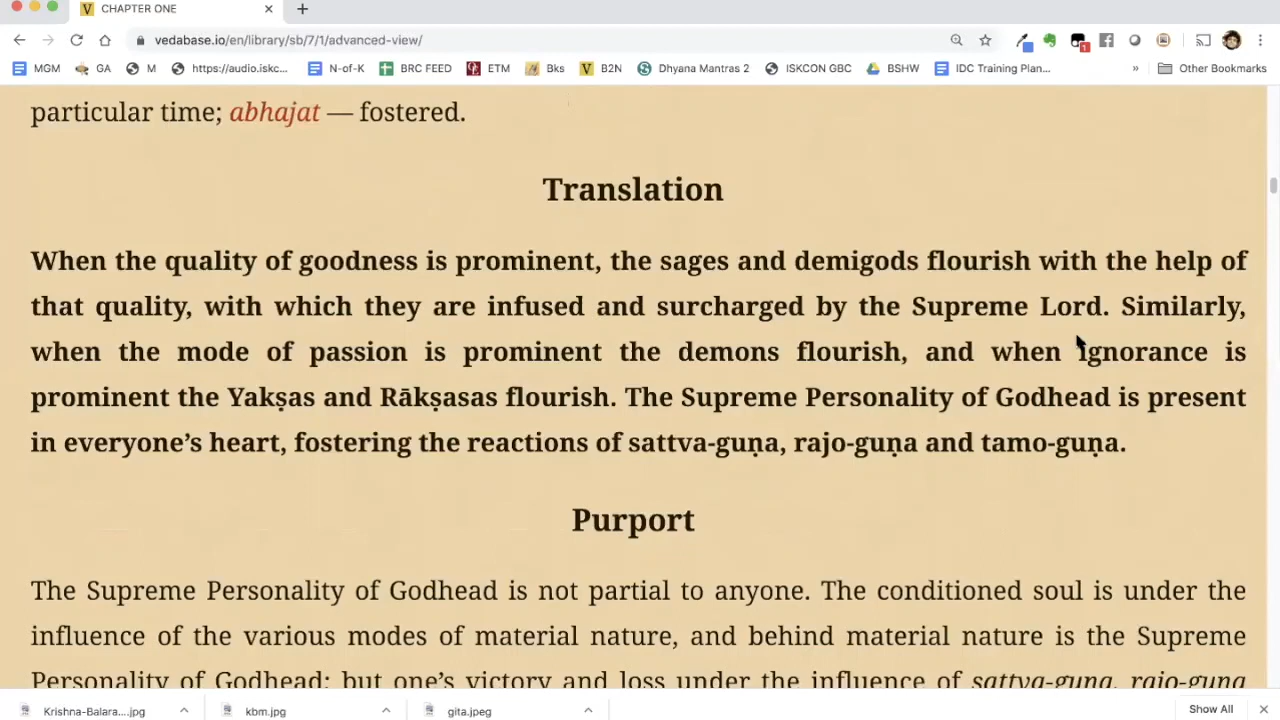 CHAPTER ONE
vedabase.io/en/library/sb/7/1/advanced-view/
MGM GA M https://audio.iskc... N-of-K BRC FEED ETM Bks B2N Dhyana Mantras 2 ISKCON GBC BSHW IDC Training Plan... » Other Bookmarks
particular time; abhajat — fostered.
Translation
When the quality of goodness is prominent, the sages and demigods flourish with the help of
that quality, with which they are infused and surcharged by the Supreme Lord. Similarly,
when the mode of passion is prominent the demons flourish, and when ignorance is
prominent the Yakṣas and Rākṣasas flourish. The Supreme Personality of Godhead is present
in everyone’s heart, fostering the reactions of sattva-guṇa, rajo-guṇa and tamo-guṇa.
Purport
The Supreme Personality of Godhead is not partial to anyone. The conditioned soul is under the
influence of the various modes of material nature, and behind material nature is the Supreme
Personality of Godhead; but one’s victory and loss under the influence of sattva-guṇa, rajo-guṇa
Krishna-Balara....jpg kbm.jpg gita.jpeg Show All